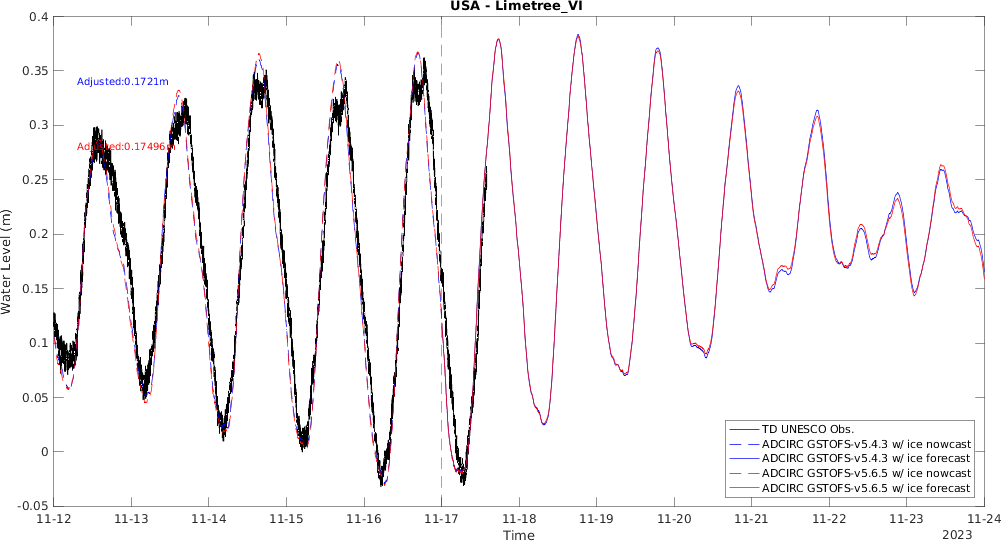 USA - Limetree_VI
0.4
0.35
0.3
0.25
0.2
0.15
0.1
0.05
0
-0.05
Water Level (m)
Adjusted:0.1721m
Adjusted:0.17496m
TD UNESCO Obs.
ADCIRC GSTOFS-v5.4.3 w/ ice nowcast
ADCIRC GSTOFS-v5.4.3 w/ ice forecast
ADCIRC GSTOFS-v5.6.5 w/ ice nowcast
ADCIRC GSTOFS-v5.6.5 w/ ice forecast
11-12 11-13 11-14 11-15 11-16 11-17 11-18 11-19 11-20 11-21 11-22 11-23 11-24
Time
2023